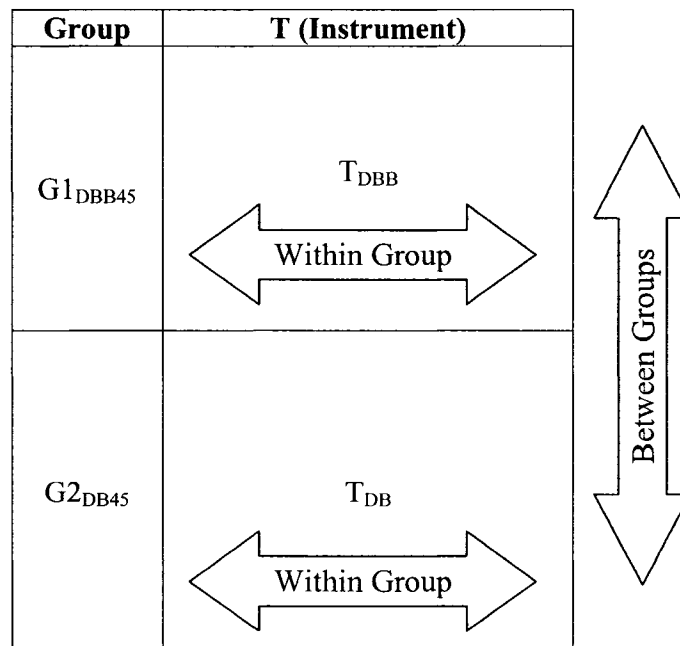 Group T (Instrument)
G1DBB45 TDBB
Within Group
Between Groups
G2DB45 TDB
Within Group